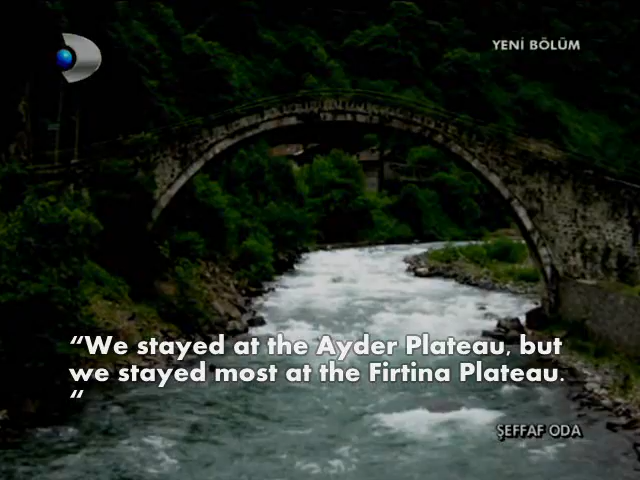 YENİ BÖLÜM
“We stayed at the Ayder Plateau, but
we stayed most at the Firtina Plateau.
“
ŞEFFAF ODA